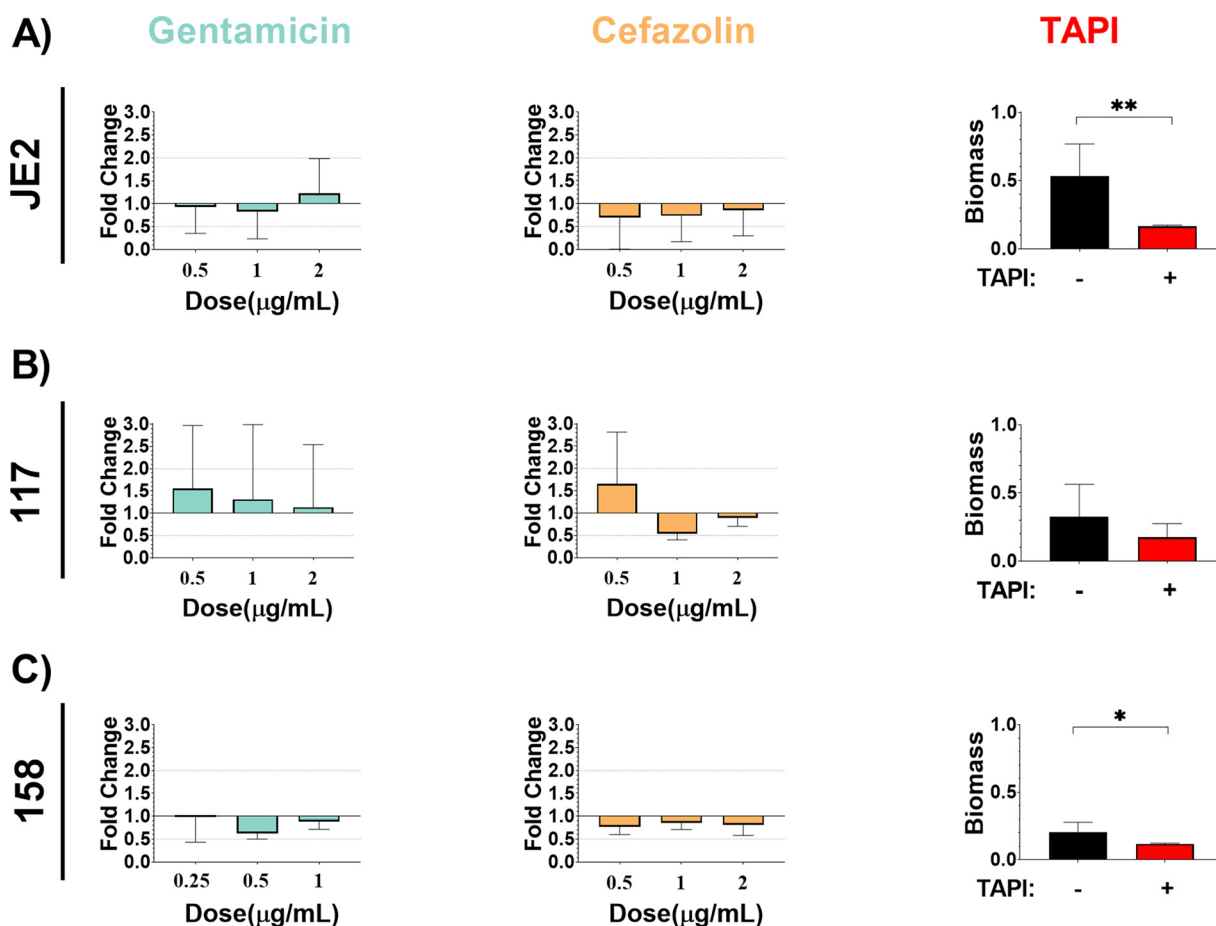 A)
Gentamicin
Cefazolin
TAPI
JE2
Fold Change
3.0
2.5
2.0
1.5
1.0
0.5
0.0
0.5 1 2
Dose(μg/mL)
Fold Change
3.0
2.5
2.0
1.5
1.0
0.5
0.0
0.5 1 2
Dose(μg/mL)
Biomass
1.0
0.5
0.0
**
TAPI: - +
B)
117
Fold Change
3.0
2.5
2.0
1.5
1.0
0.5
0.0
0.5 1 2
Dose(μg/mL)
Fold Change
3.0
2.5
2.0
1.5
1.0
0.5
0.0
0.5 1 2
Dose(μg/mL)
Biomass
1.0
0.5
0.0
TAPI: - +
C)
158
Fold Change
3.0
2.5
2.0
1.5
1.0
0.5
0.0
0.25 0.5 1
Dose(μg/mL)
Fold Change
3.0
2.5
2.0
1.5
1.0
0.5
0.0
0.5 1 2
Dose(μg/mL)
Biomass
1.0
0.5
0.0
*
TAPI: - +